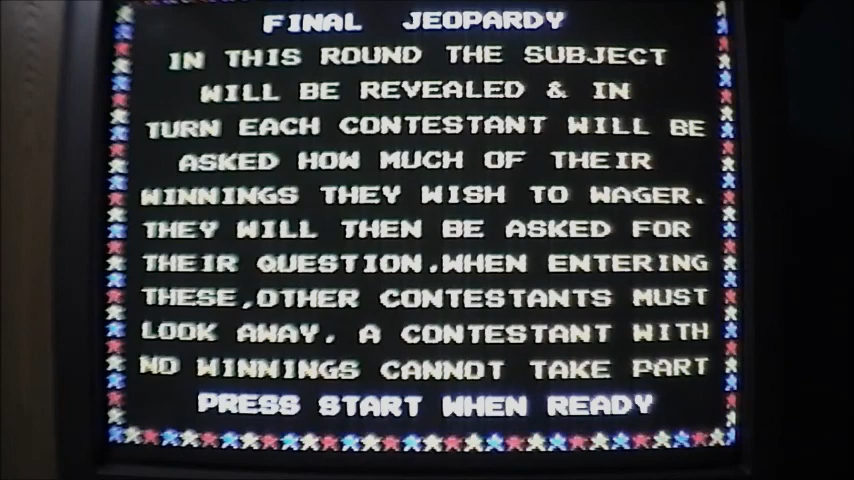 FINAL JEOPARDY
IN THIS ROUND THE SUBJECT
WILL BE REVEALED & IN
TURN EACH CONTESTANT WILL BE
ASKED HOW MUCH OF THEIR
WINNINGS THEY WISH TO WAGER.
THEY WILL THEN BE ASKED FOR
THEIR QUESTION.WHEN ENTERING
THESE,OTHER CONTESTANTS MUST
LOOK AWAY. A CONTESTANT WITH
NO WINNINGS CANNOT TAKE PART
PRESS START WHEN READY